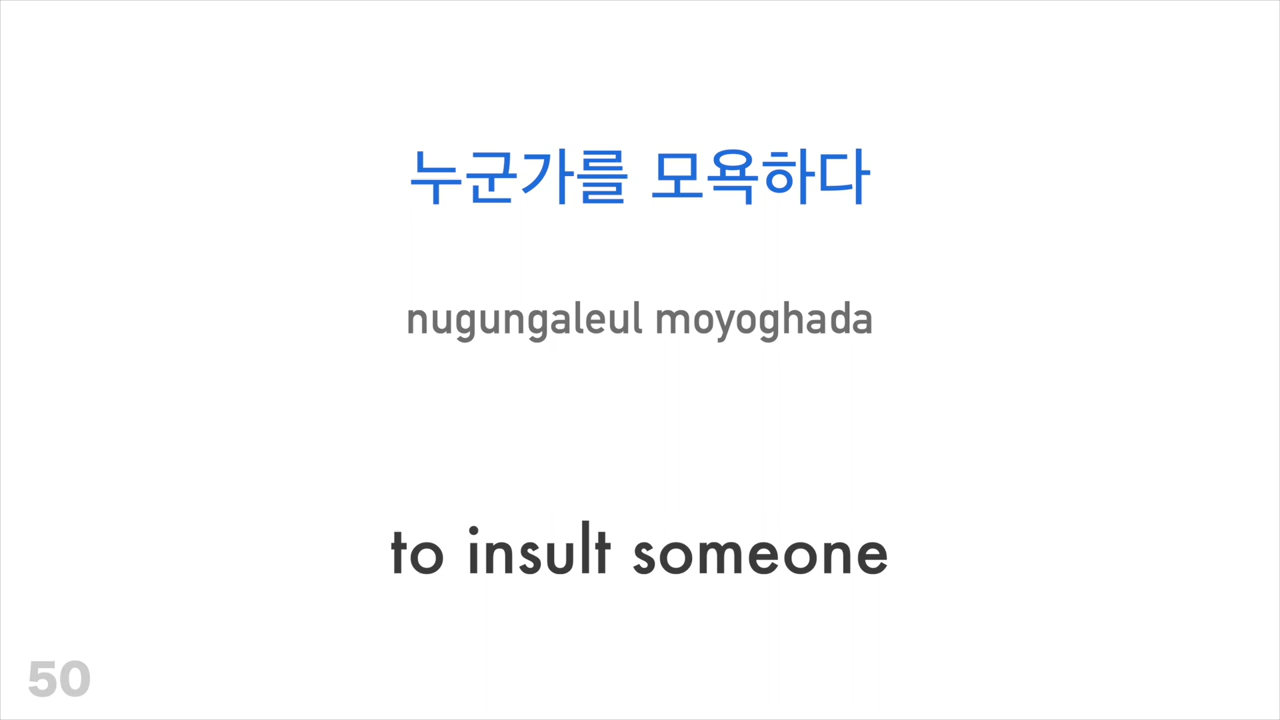 누군가를 모욕하다
nugungaleul moyoghada
to insult someone
50